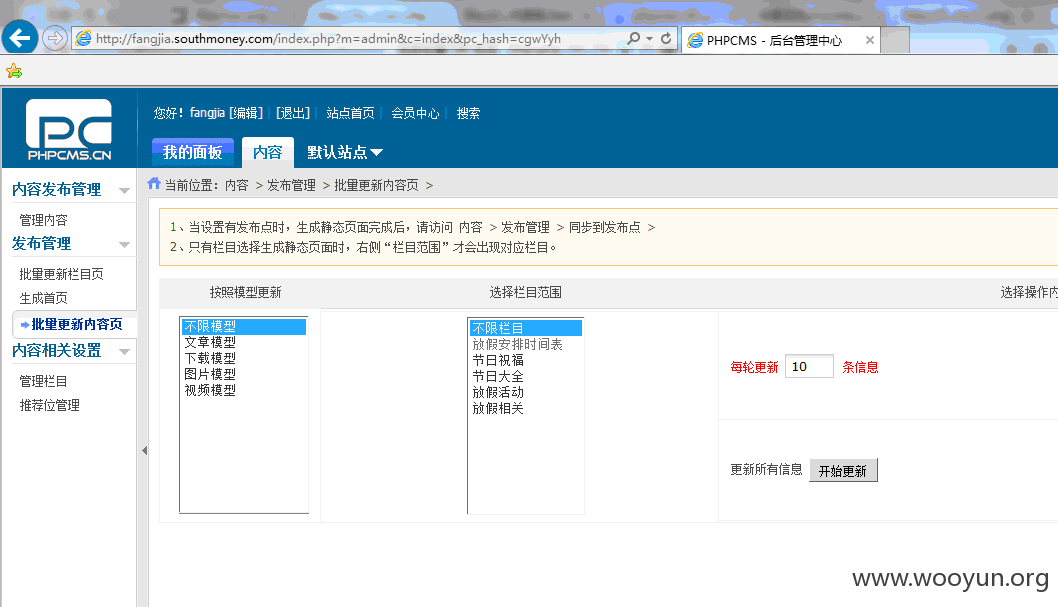 http://fangjia.southmoney.com/index.php?m=admin&c=index&pc_hash=cgwYyh
PHPCMS - 后台管理中心
PC
PHPCMS.CN
您好！fangjia [编辑] | [退出] | 站点首页 | 会员中心 | 搜索
我的面板 内容 默认站点
内容发布管理
管理内容
发布管理
批量更新栏目页
生成首页
批量更新内容页
内容相关设置
管理栏目
推荐位管理
当前位置：内容 > 发布管理 > 批量更新内容页 >
1、当设置有发布点时，生成静态页面完成后，请访问 内容 > 发布管理 > 同步到发布点 >
2、只有栏目选择生成静态页面时，右侧“栏目范围”才会出现对应栏目。
按照模型更新 选择栏目范围 选择操作内
不限模型
文章模型
下载模型
图片模型
视频模型
不限栏目
放假安排时间表
节日祝福
节日大全
放假活动
放假相关
每轮更新 10 条信息
更新所有信息 开始更新
www.wooyun.org